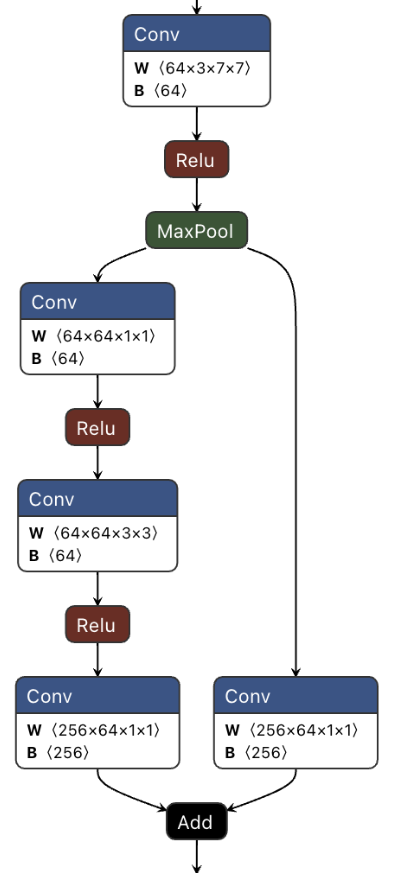 Conv
W ⟨64×3×7×7⟩
B ⟨64⟩
Relu
MaxPool
Conv
W ⟨64×64×1×1⟩
B ⟨64⟩
Relu
Conv
W ⟨64×64×3×3⟩
B ⟨64⟩
Relu
Conv
W ⟨256×64×1×1⟩
B ⟨256⟩
Conv
W ⟨256×64×1×1⟩
B ⟨256⟩
Add